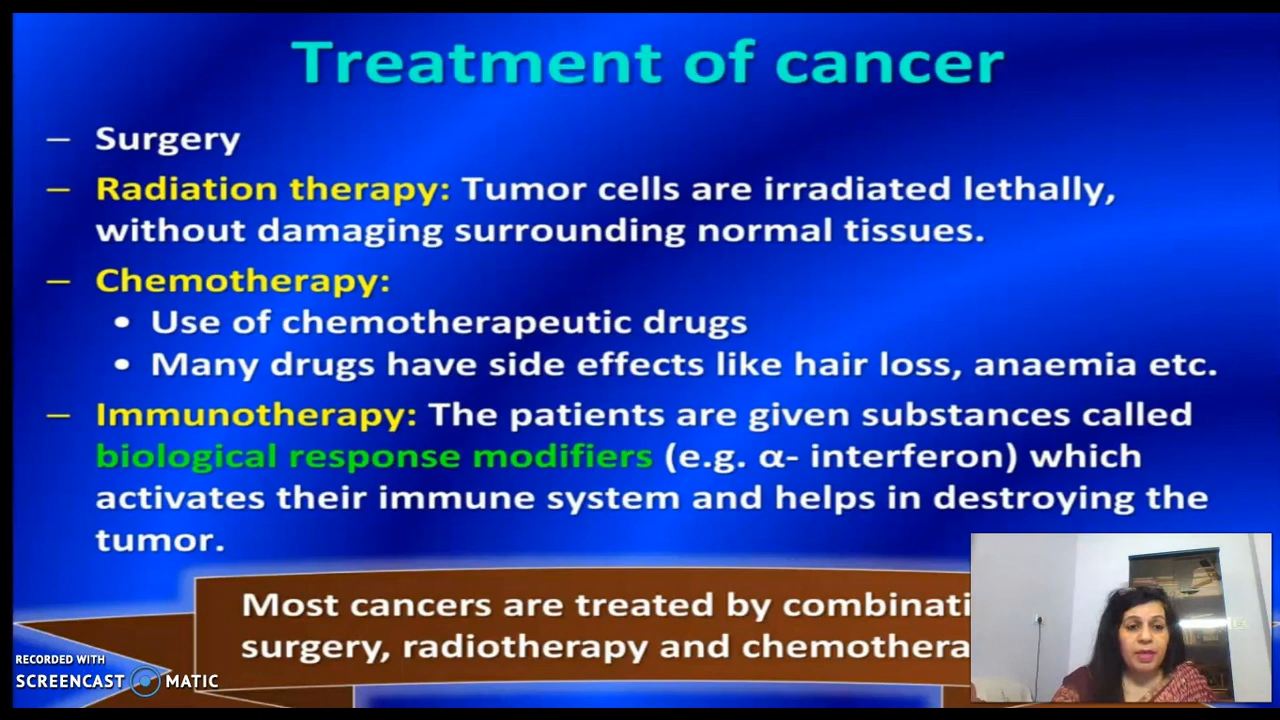 Treatment of cancer
– Surgery
– Radiation therapy: Tumor cells are irradiated lethally,
without damaging surrounding normal tissues.
– Chemotherapy:
• Use of chemotherapeutic drugs
• Many drugs have side effects like hair loss, anaemia etc.
– Immunotherapy: The patients are given substances called
biological response modifiers (e.g. α- interferon) which
activates their immune system and helps in destroying the
tumor.
Most cancers are treated by combinati
surgery, radiotherapy and chemothera
RECORDED WITH
SCREENCAST MATIC